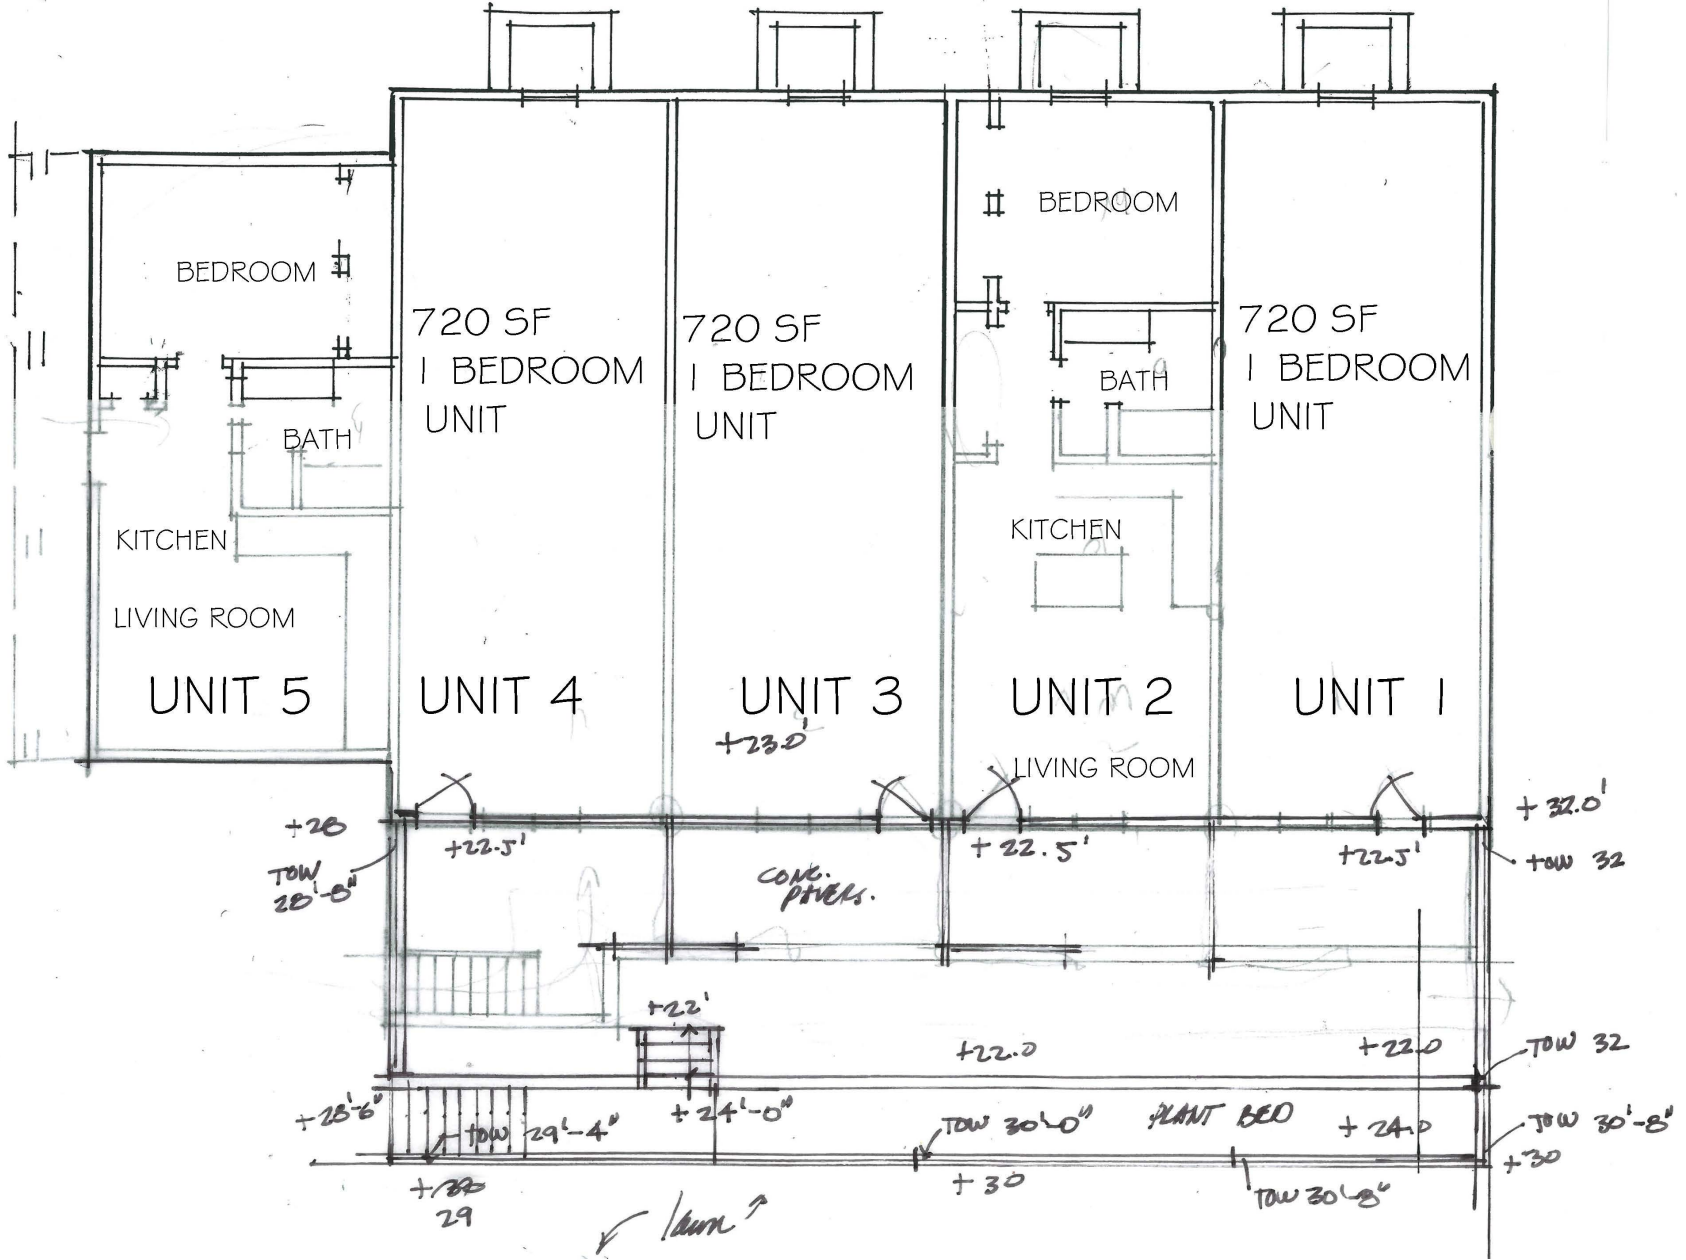 BEDROOM
BEDROOM
720 SF
1 BEDROOM
UNIT
720 SF
1 BEDROOM
UNIT
720 SF
1 BEDROOM
UNIT
BATH
BATH
KITCHEN
KITCHEN
LIVING ROOM
UNIT 5
UNIT 4
UNIT 3
UNIT 2
UNIT 1
+23.0'
LIVING ROOM
+28
+22.5'
+22.5'
+22.5'
+32.0'
TOW
28'-8"
CONC.
PAVERS.
TOW 32
+22'
+22.0
+22.0
TOW 32
+28'-6"
TOW 29'-4"
+24'-0"
TOW 30'-0"
PLANT BED
+24.0
TOW 30'-8"
+30
29
+30
TOW 30'-8"
+30
lawn